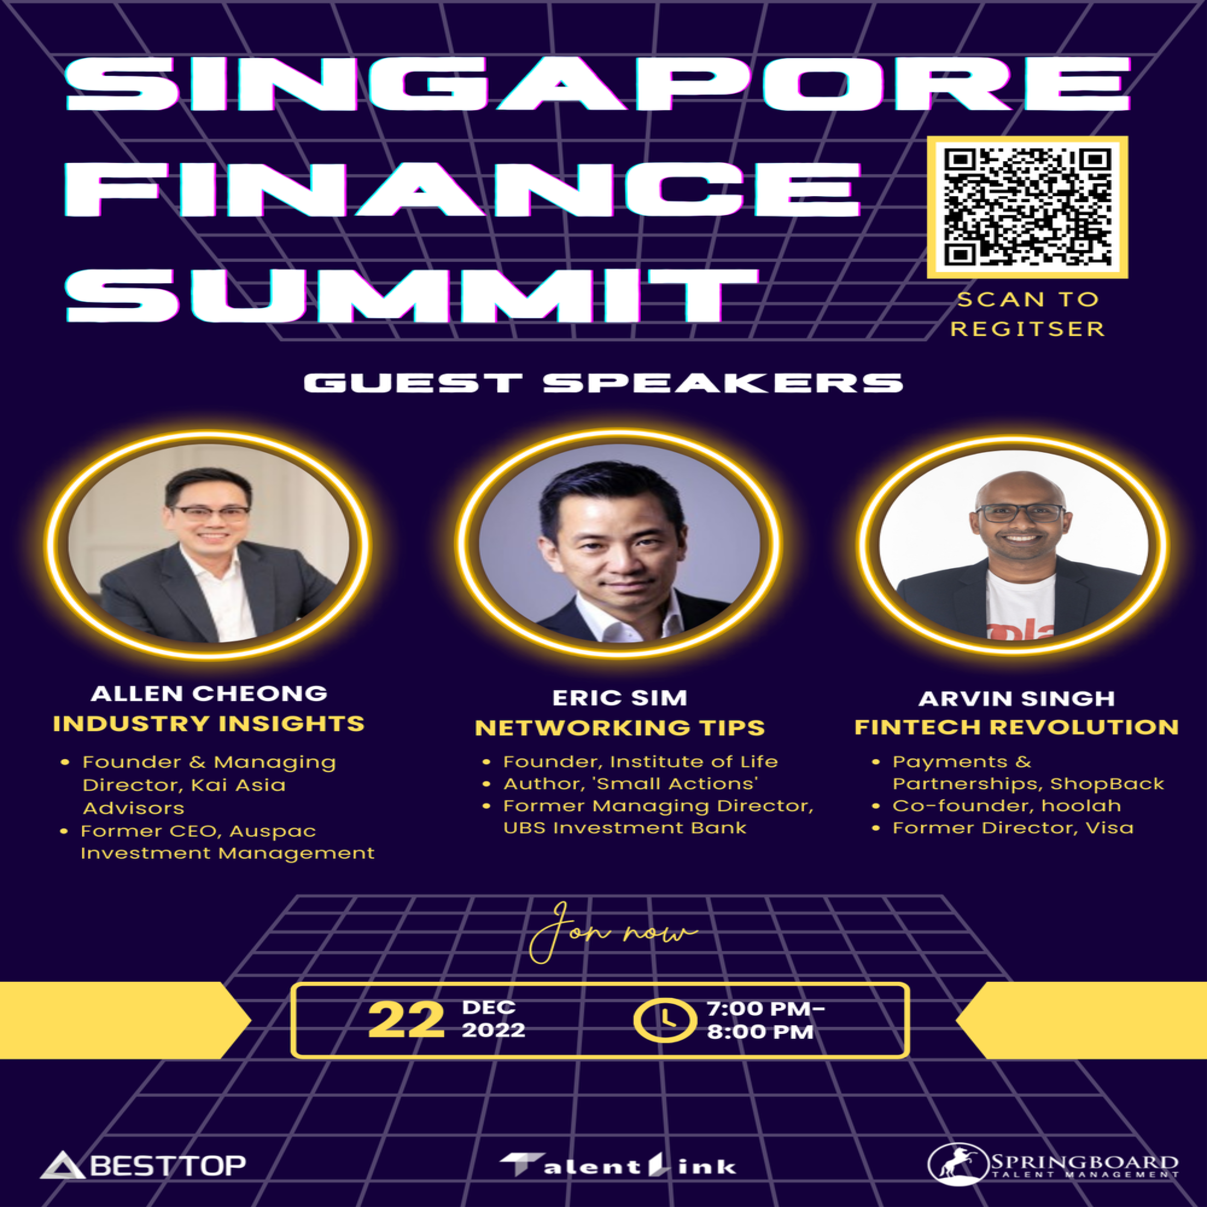 SINGAPORE
FINANCE
SUMMIT
SCAN TO
REGITSER
GUEST SPEAKERS
ALLEN CHEONG
INDUSTRY INSIGHTS
• Founder & Managing
Director, Kai Asia
Advisors
• Former CEO, Auspac
Investment Management
ERIC SIM
NETWORKING TIPS
• Founder, Institute of Life
• Author, 'Small Actions'
• Former Managing Director,
UBS Investment Bank
ARVIN SINGH
FINTECH REVOLUTION
• Payments &
Partnerships, ShopBack
• Co-founder, hoolah
• Former Director, Visa
Jon now
22
DEC
2022
7:00 PM-
8:00 PM
BESTTOP
TalentLink
SPRINGBOARD
TALENT MANAGEMENT